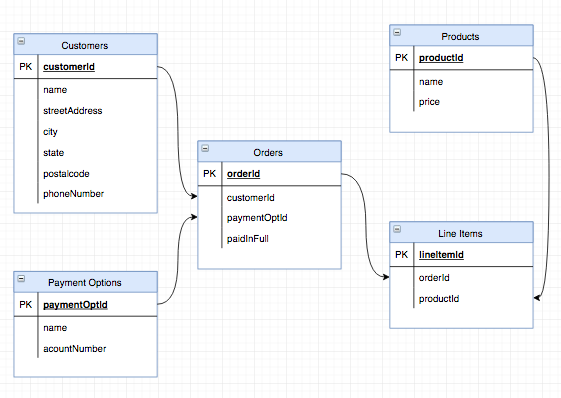 Customers
PK customerId
name
streetAddress
city
state
postalcode
phoneNumber
Payment Options
PK paymentOptId
name
acountNumber
Orders
PK orderId
customerId
paymentOptId
paidInFull
Products
PK productId
name
price
Line Items
PK lineItemId
orderId
productId